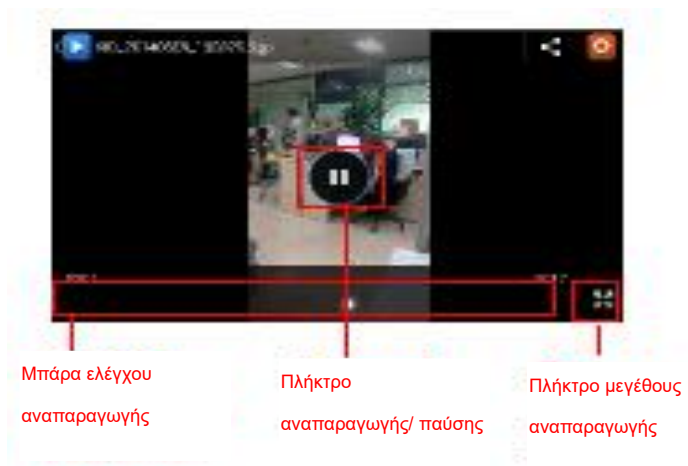 Μπάρα ελέγχου
αναπαραγωγής
Πλήκτρο
αναπαραγωγής/ παύσης
Πλήκτρο μεγέθους
αναπαραγωγής